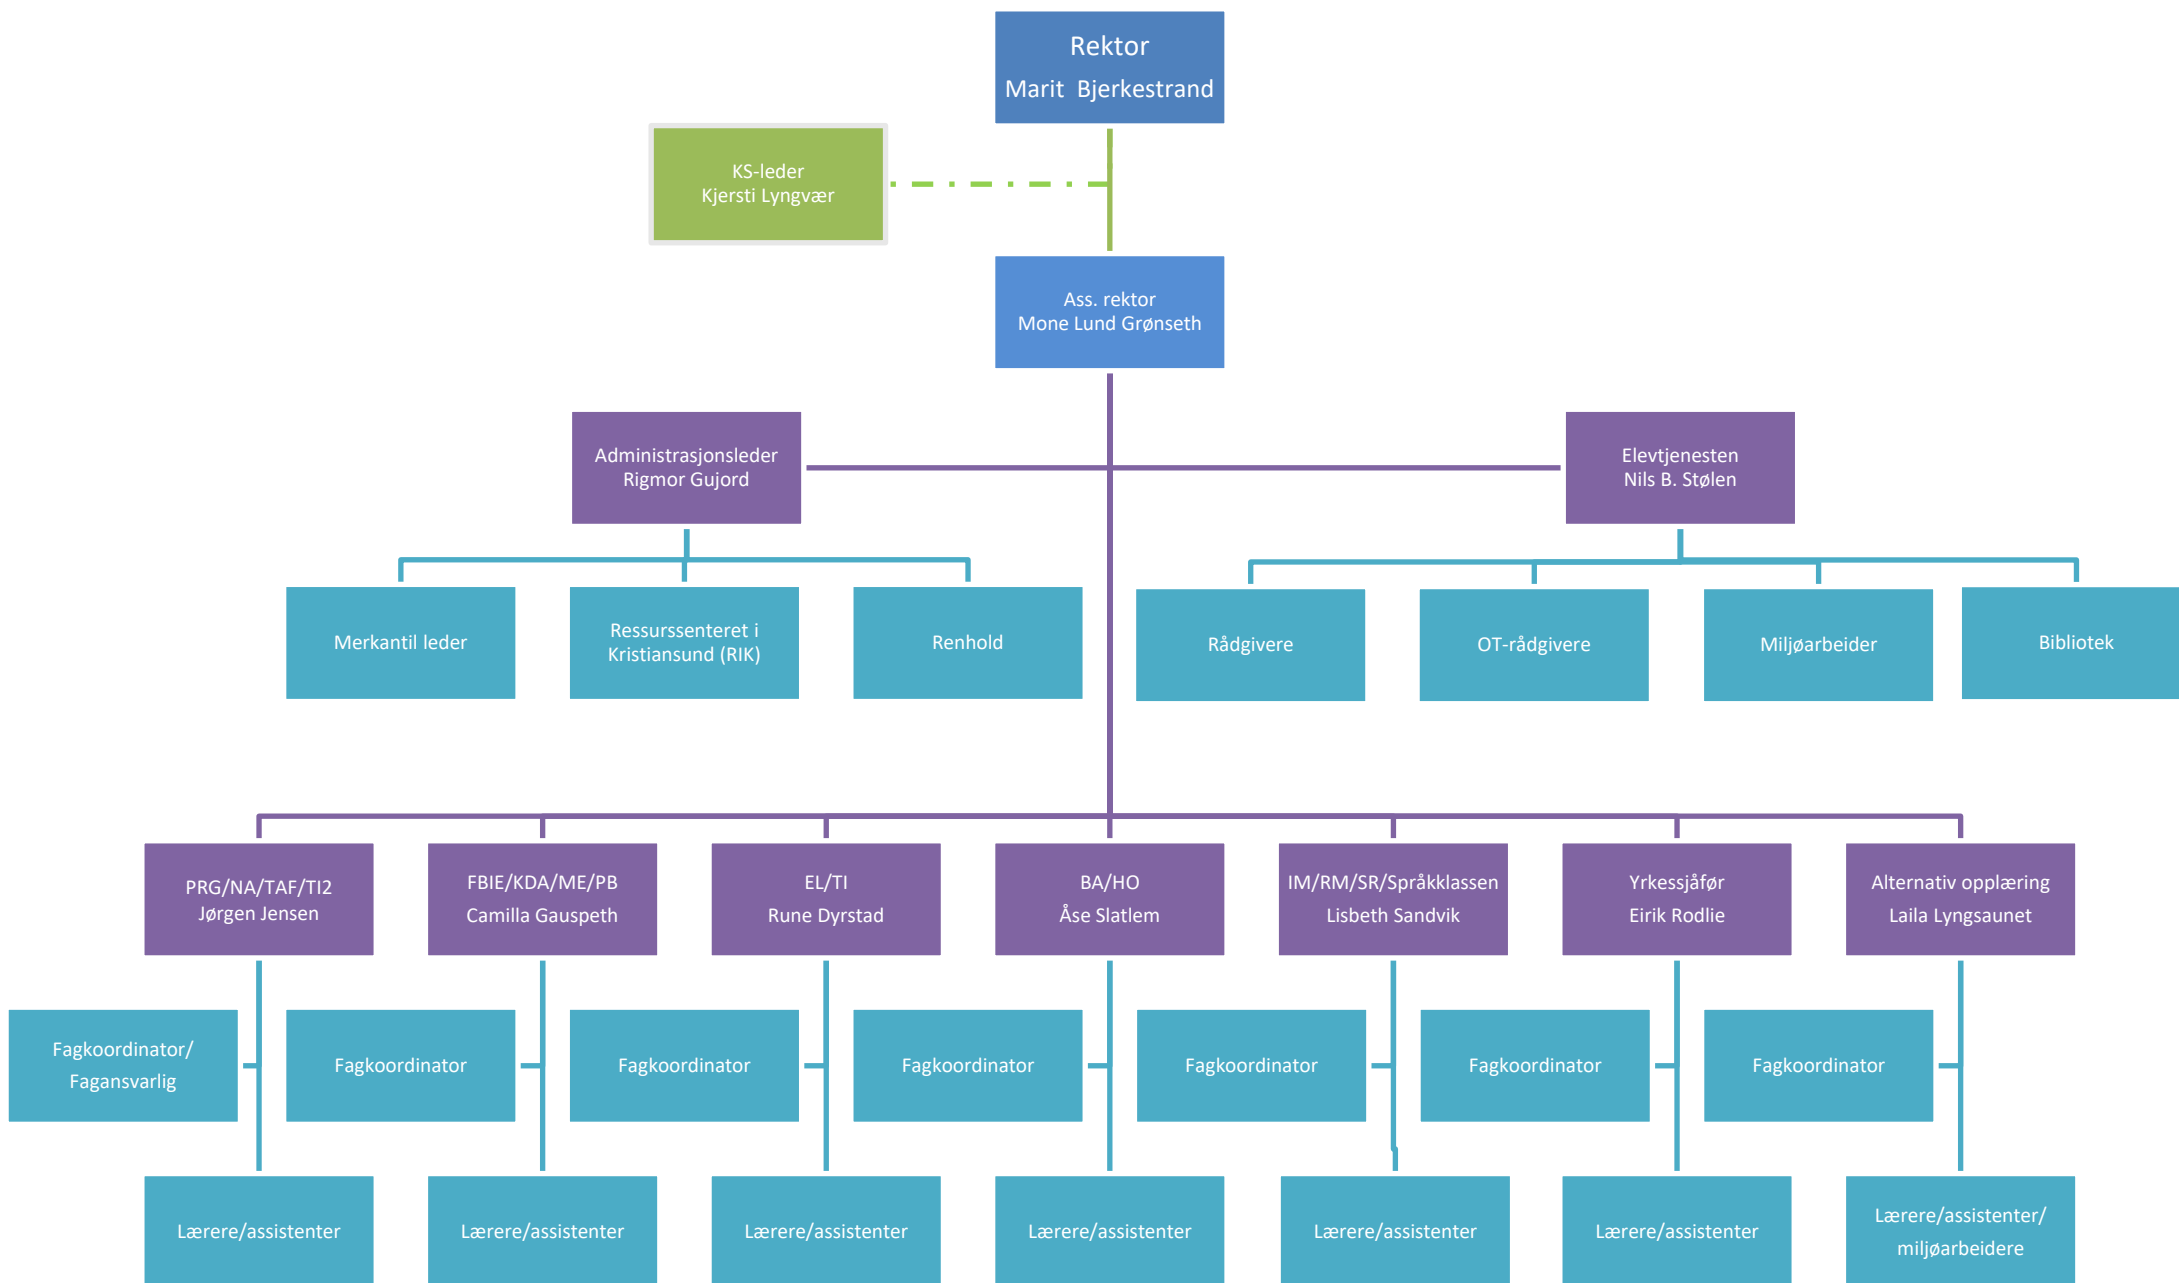 Rektor
Marit  Bjerkestrand
KS-leder
Kjersti Lyngvær
Ass. rektor
Mone Lund Grønseth
Administrasjonsleder
Rigmor Gujord
Elevtjenesten
Nils B. Stølen
Merkantil leder
Ressurssenteret i
Kristiansund (RIK)
Renhold
Rådgivere
OT-rådgivere
Miljøarbeider
Bibliotek
PRG/NA/TAF/TI2
Jørgen Jensen
FBIE/KDA/ME/PB
Camilla Gauspeth
EL/TI
Rune Dyrstad
BA/HO
Åse Slatlem
IM/RM/SR/Språkklassen
Lisbeth Sandvik
Yrkessjåfør
Eirik Rodlie
Alternativ opplæring
Laila Lyngsaunet
Fagkoordinator/
Fagansvarlig
Fagkoordinator
Fagkoordinator
Fagkoordinator
Fagkoordinator
Fagkoordinator
Fagkoordinator
Lærere/assistenter
Lærere/assistenter
Lærere/assistenter
Lærere/assistenter
Lærere/assistenter
Lærere/assistenter
Lærere/assistenter/
miljøarbeidere